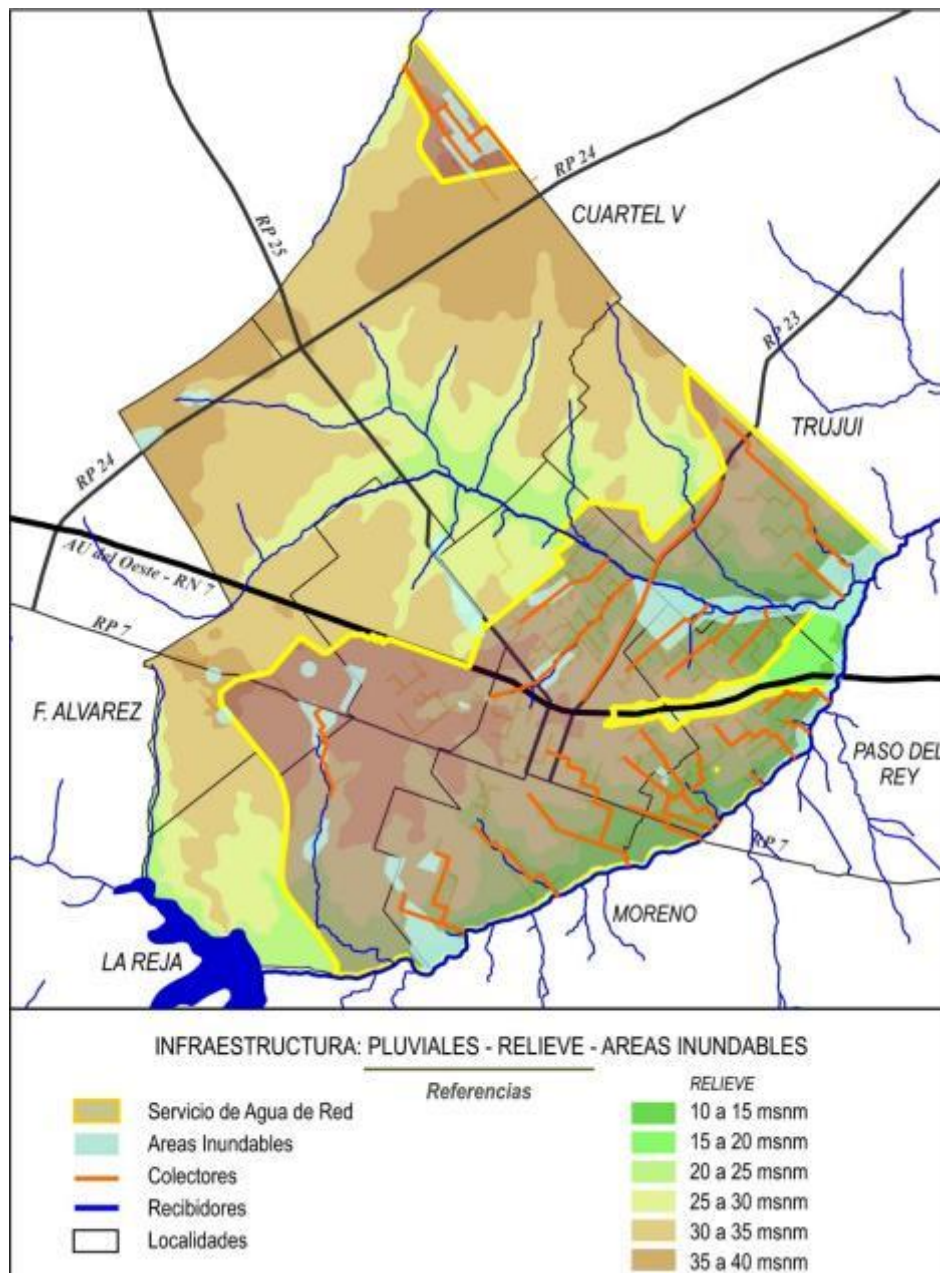 RP 24
CUARTEL V
RP 25
RP 23
TRUJUI
RP 24
AU del Oeste - RN 7
RP 7
F. ALVAREZ
PASO DEL
REY
RP 7
MORENO
LA REJA
INFRAESTRUCTURA: PLUVIALES - RELIEVE - AREAS INUNDABLES
Referencias
Servicio de Agua de Red
Areas Inundables
Colectores
Recibidores
Localidades
RELIEVE
10 a 15 msnm
15 a 20 msnm
20 a 25 msnm
25 a 30 msnm
30 a 35 msnm
35 a 40 msnm